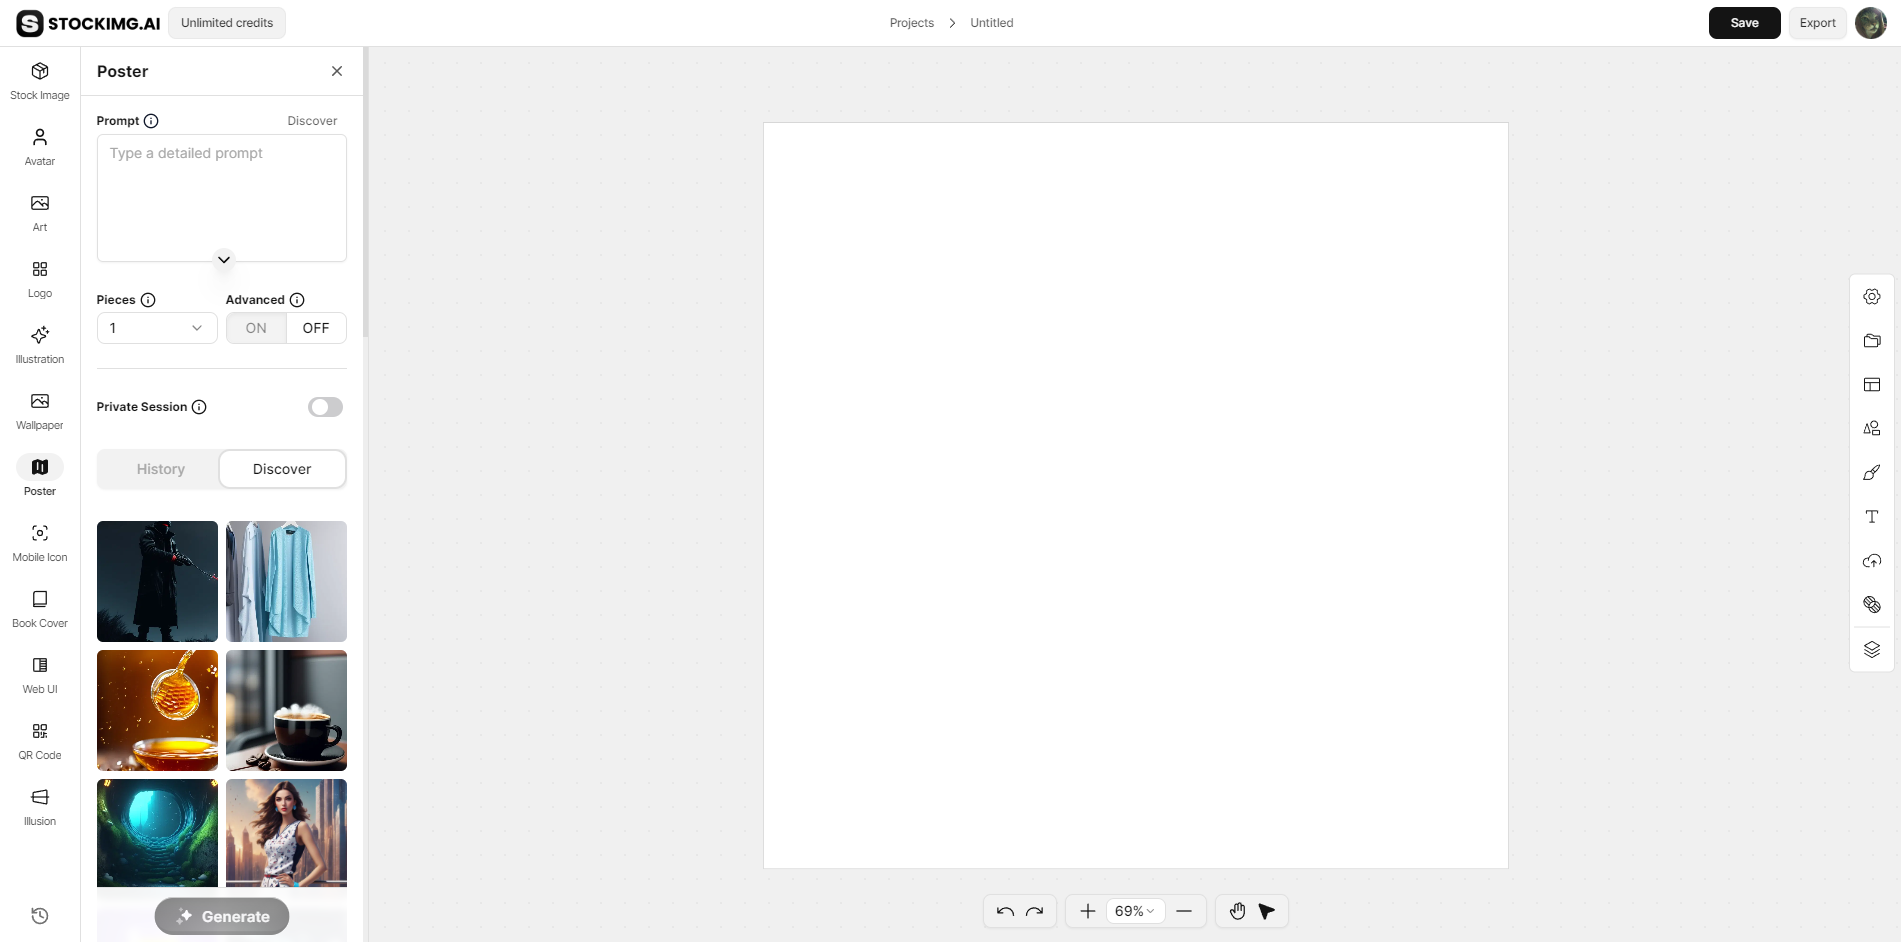 STOCKIMG.AI
Unlimited credits
Projects > Untitled
Save
Export
Stock Image
Avatar
Art
Logo
Illustration
Wallpaper
Poster
Mobile Icon
Book Cover
Web UI
QR Code
Illusion
Poster
Prompt
Discover
Type a detailed prompt
Pieces
Advanced
1
ON
OFF
Private Session
History
Discover
Generate
69%